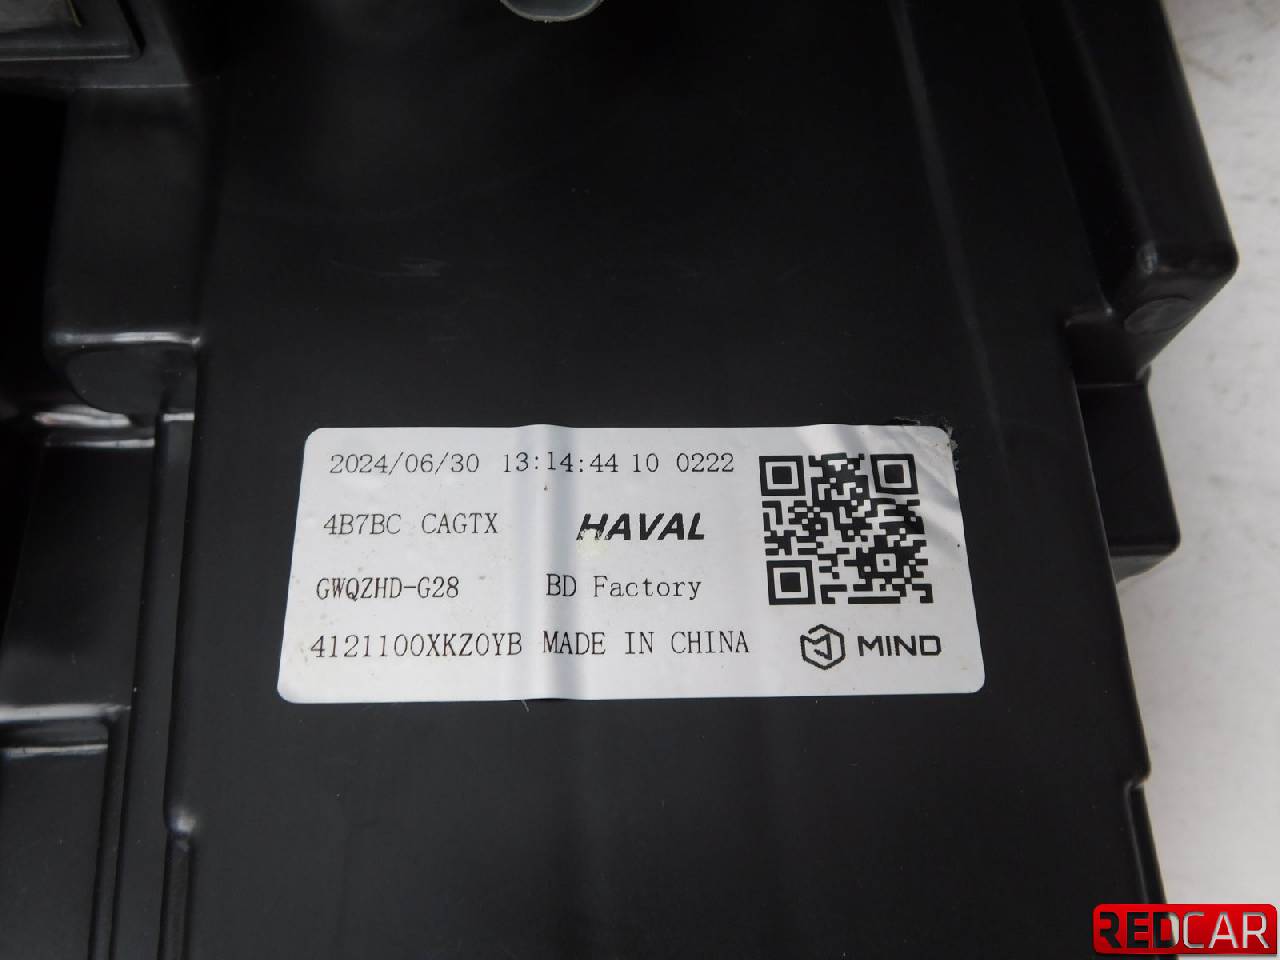 2024/06/30 13:14:44 10 0222
4B7BC CAGTX HAVAL
GWQZHD-G28 BD Factory
4121100XKZ0YB MADE IN CHINA MIND
REDCAR